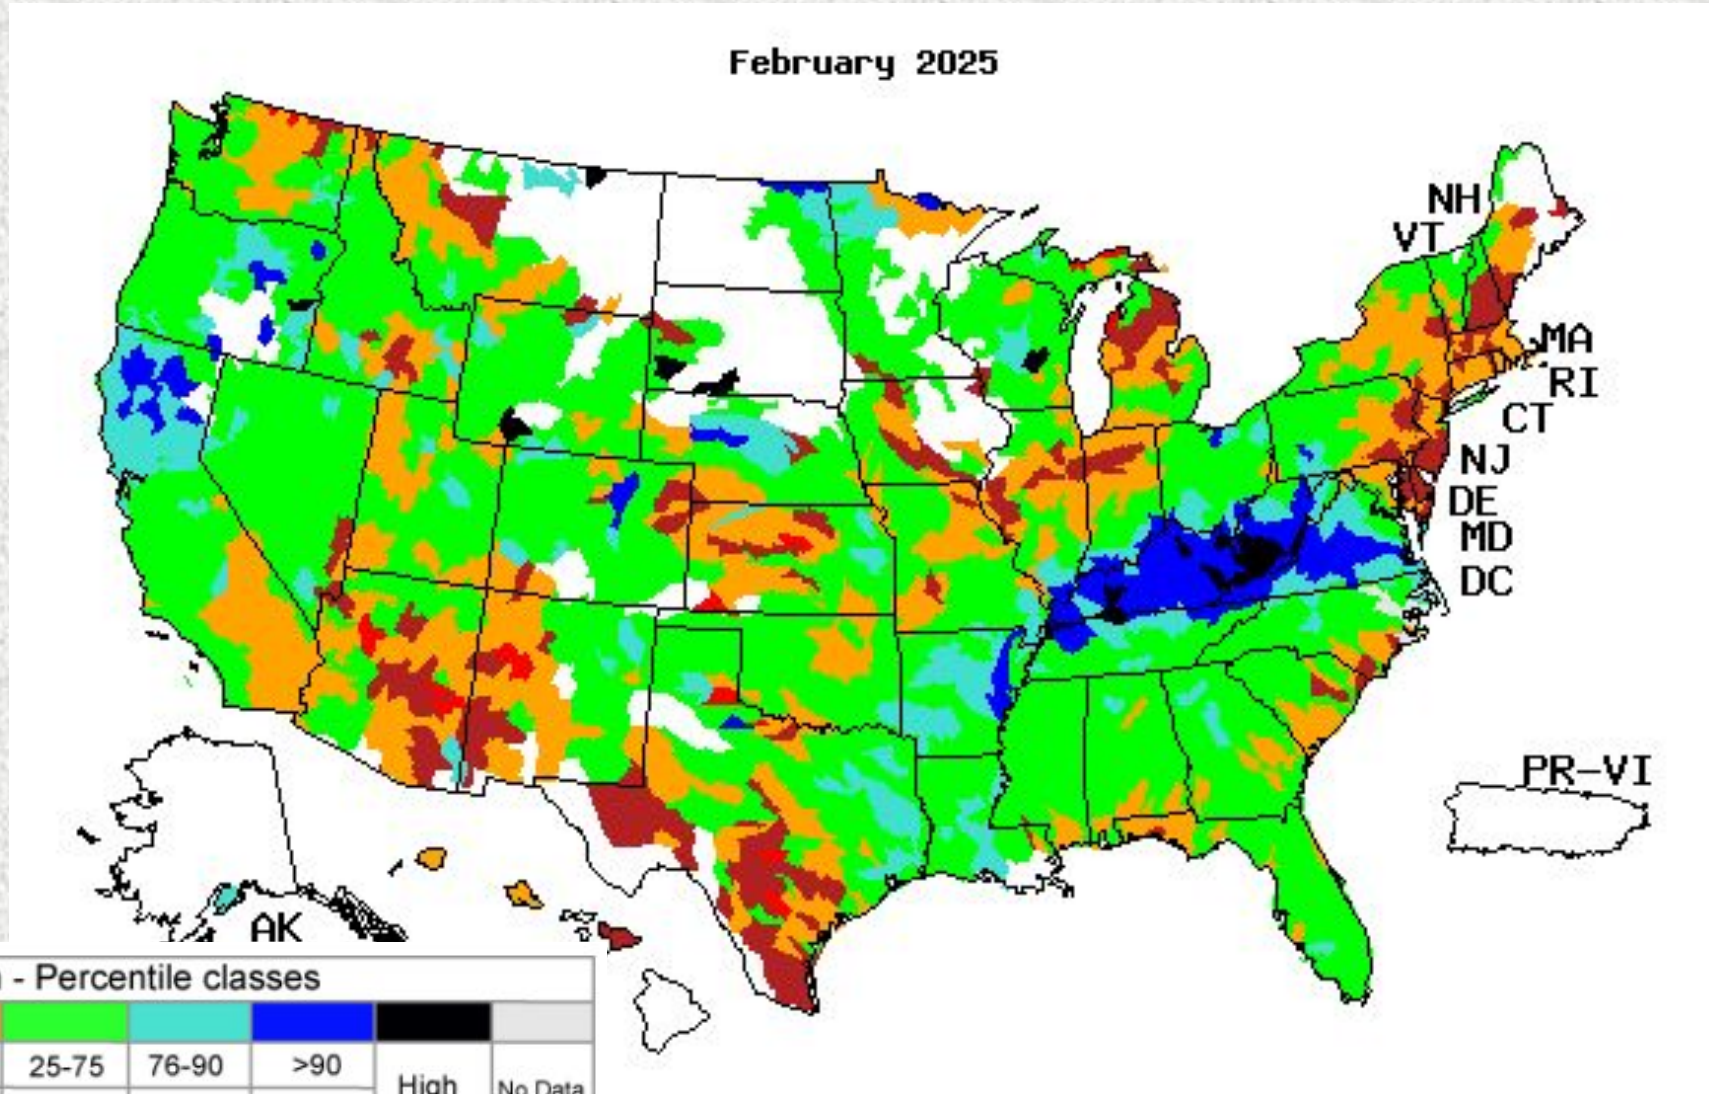 February 2025
NH
VT
MA
RI
CT
NJ
DE
MD
DC
PR-VI
AK
- Percentile classes
25-75 76-90 >90
High No Data